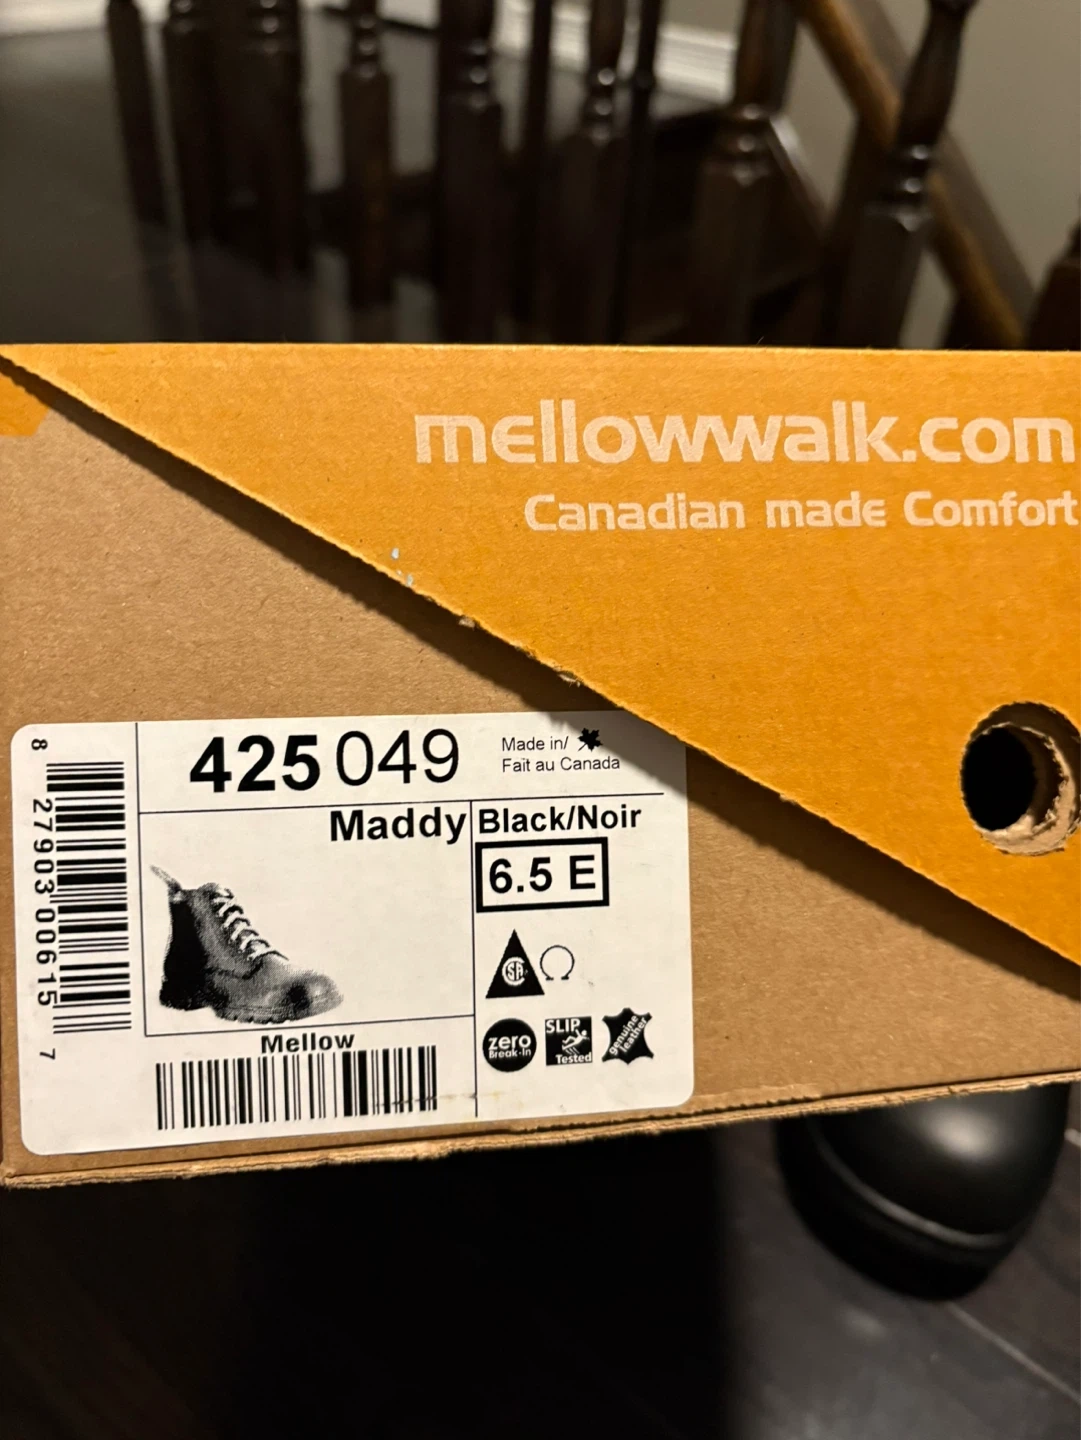 mellowwalk.com
Canadian made Comfort
425 049
Made in/
Fait au Canada
Maddy
Black/Noir
6.5 E
CSA
zero
Break-In
SLIP
Tested
genuine
leather
Mellow
8 27903 00615 7